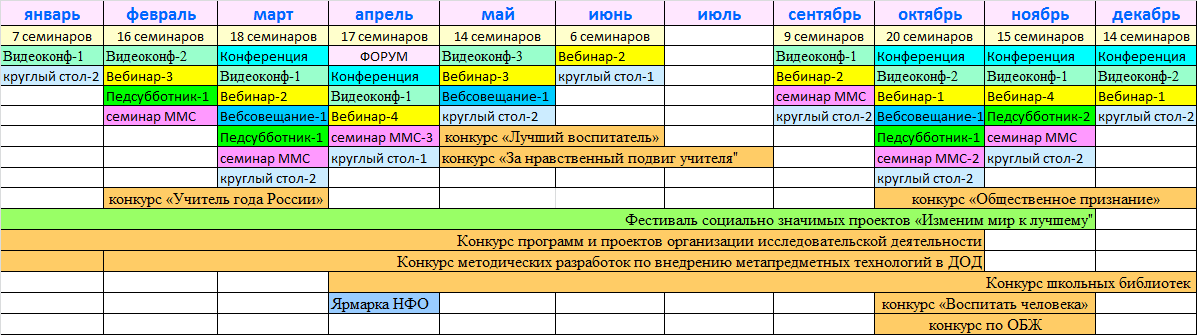 январь февраль март апрель май июнь июль сентябрь октябрь ноябрь декабрь
7 семинаров 16 семинаров 18 семинаров 17 семинаров 14 семинаров 6 семинаров 9 семинаров 20 семинаров 15 семинаров 14 семинаров
Видеоконф-1 Видеоконф-2 Конференция ФОРУМ Видеоконф-3 Вебинар-2 Видеоконф-1 Конференция Конференция Конференция
круглый стол-2 Вебинар-3 Видеоконф-1 Конференция Вебинар-3 круглый стол-1 Вебинар-2 Видеоконф-2 Видеоконф-1 Видеоконф-2
Педсубботник-1 Вебинар-2 Видеоконф-1 Вебсовещание-1 семинар ММС Вебинар-1 Вебинар-4 Вебинар-1
семинар ММС Вебсовещание-1 Вебинар-4 круглый стол-2 круглый стол-2 Вебсовещание-1 Педсубботник-2 круглый стол-2
Педсубботник-1 семинар ММС-3 конкурс «Лучший воспитатель» Педсубботник-1 семинар ММС
семинар ММС круглый стол-1 конкурс «За нравственный подвиг учителя" семинар ММС-2 круглый стол-2
круглый стол-2 круглый стол-2
конкурс «Учитель года России» конкурс «Общественное признание»
Фестиваль социально значимых проектов «Изменим мир к лучшему"
Конкурс программ и проектов организации исследовательской деятельности
Конкурс методических разработок по внедрению метапредметных технологий в ДОД
Конкурс школьных библиотек
Ярмарка НФО конкурс «Воспитать человека»
конкурс по ОБЖ